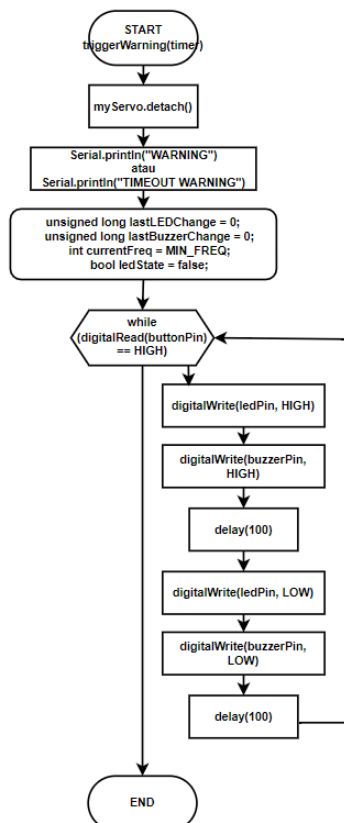 START
triggerWarning(timer)
myServo.detach()
Serial.println("WARNING")
atau
Serial.println("TIMEOUT WARNING")
unsigned long lastLEDChange = 0;
unsigned long lastBuzzerChange = 0;
int currentFreq = MIN_FREQ;
bool ledState = false;
while
(digitalRead(buttonPin)
== HIGH)
digitalWrite(ledPin, HIGH)
digitalWrite(buzzerPin,
HIGH)
delay(100)
digitalWrite(ledPin, LOW)
digitalWrite(buzzerPin,
LOW)
delay(100)
END